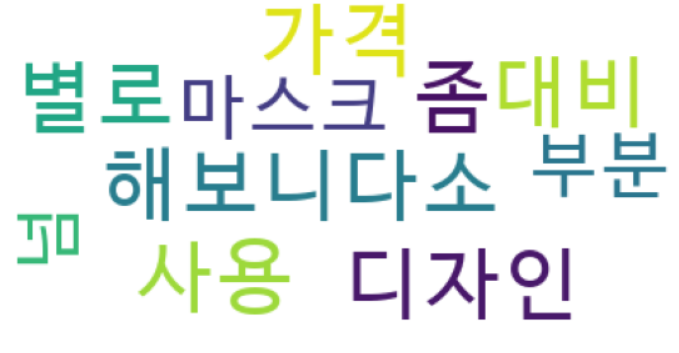 가격
별로 마스크 좀 대비
해보니다소 부분
넘
사용 디자인